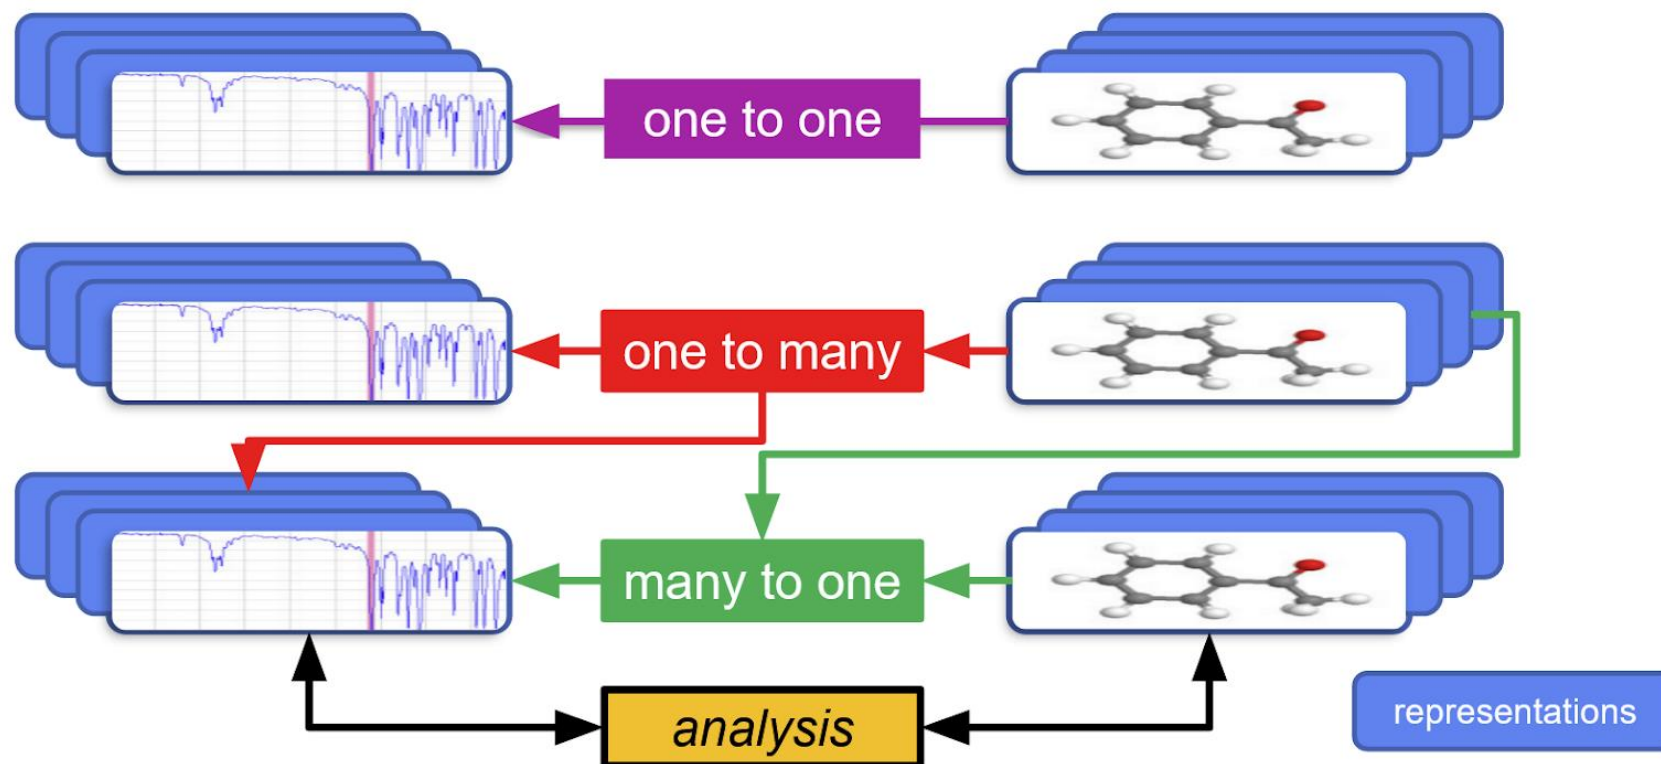 one to one
one to many
many to one
analysis
representations